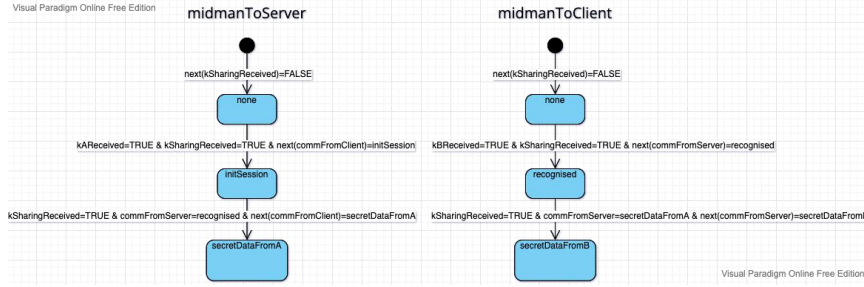 Visual Paradigm Online Free Edition
midmanToServer
midmanToClient
next(kSharingReceived)=FALSE
next(kSharingReceived)=FALSE
none
none
kAReceived=TRUE & kSharingReceived=TRUE & next(commFromClient)=initSession
kBReceived=TRUE & kSharingReceived=TRUE & next(commFromServer)=recognised
initSession
recognised
kSharingReceived=TRUE & commFromServer=recognised & next(commFromClient)=secretDataFromA
kSharingReceived=TRUE & commFromServer=secretDataFromA & next(commFromServer)=secretDataFrom
secretDataFromA
secretDataFromB
Visual Paradigm Online Free Edition